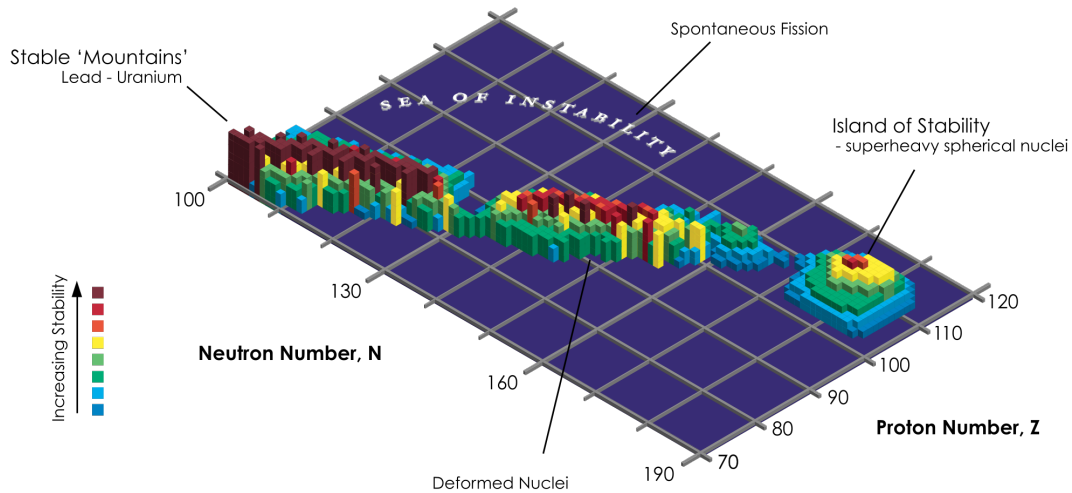 Spontaneous Fission
Stable ‘Mountains’
Lead - Uranium
SEA OF INSTABILITY
Island of Stability
- superheavy spherical nuclei
100
130
160
190
70
80
90
100
110
120
Increasing Stability
Neutron Number, N
Proton Number, Z
Deformed Nuclei